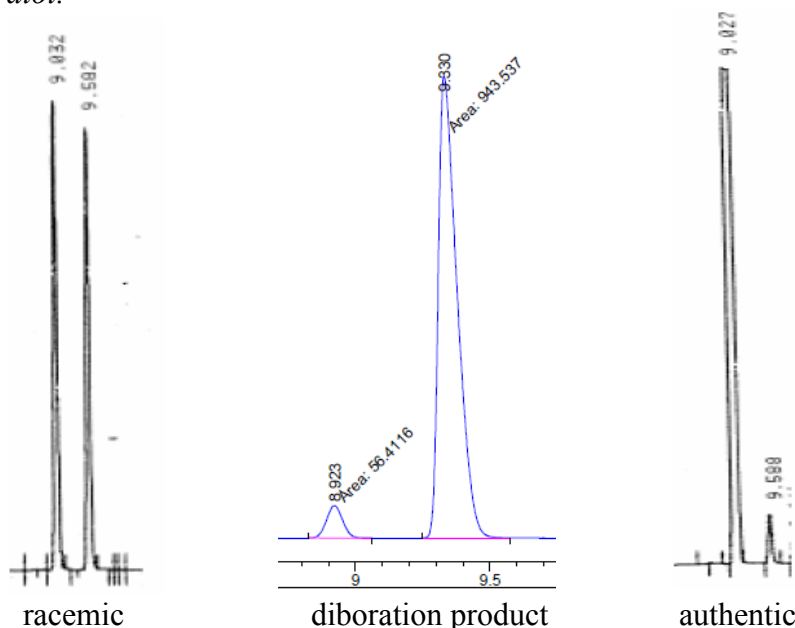 diol.
9.032
9.582
9.330
Area: 943.537
8.923
Area: 56.4116
9
9.5
9.027
9.588
racemic
diboration product
authentic